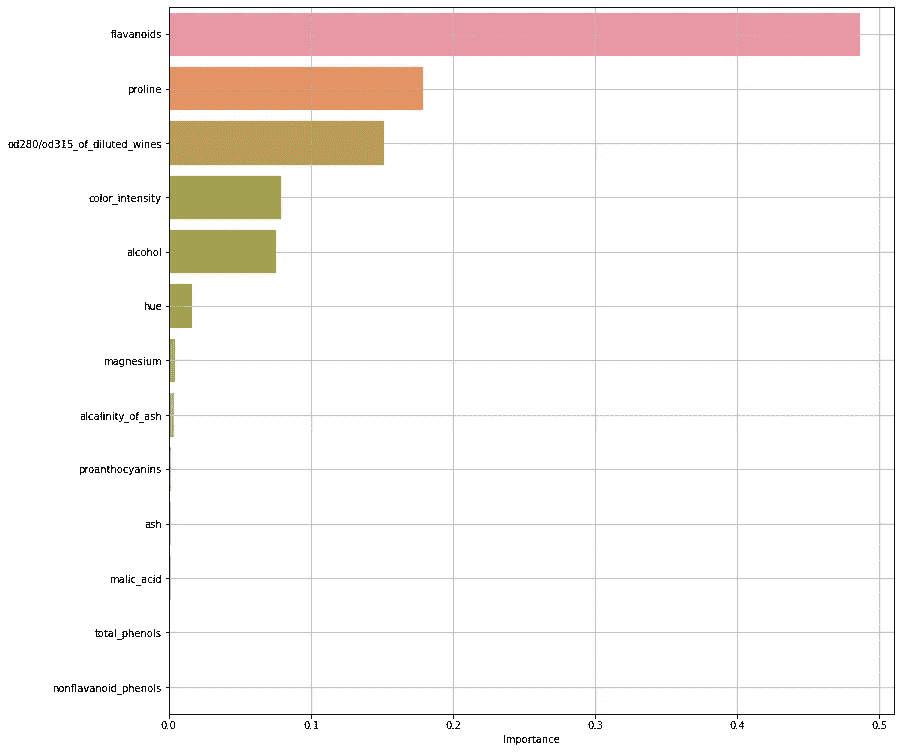 flavanoids
proline
od280/od315_of_diluted_wines
color_intensity
alcohol
hue
magnesium
alcalinity_of_ash
proanthocyanins
ash
malic_acid
total_phenols
nonflavanoid_phenols
0.0 0.1 0.2 0.3 0.4 0.5
Importance